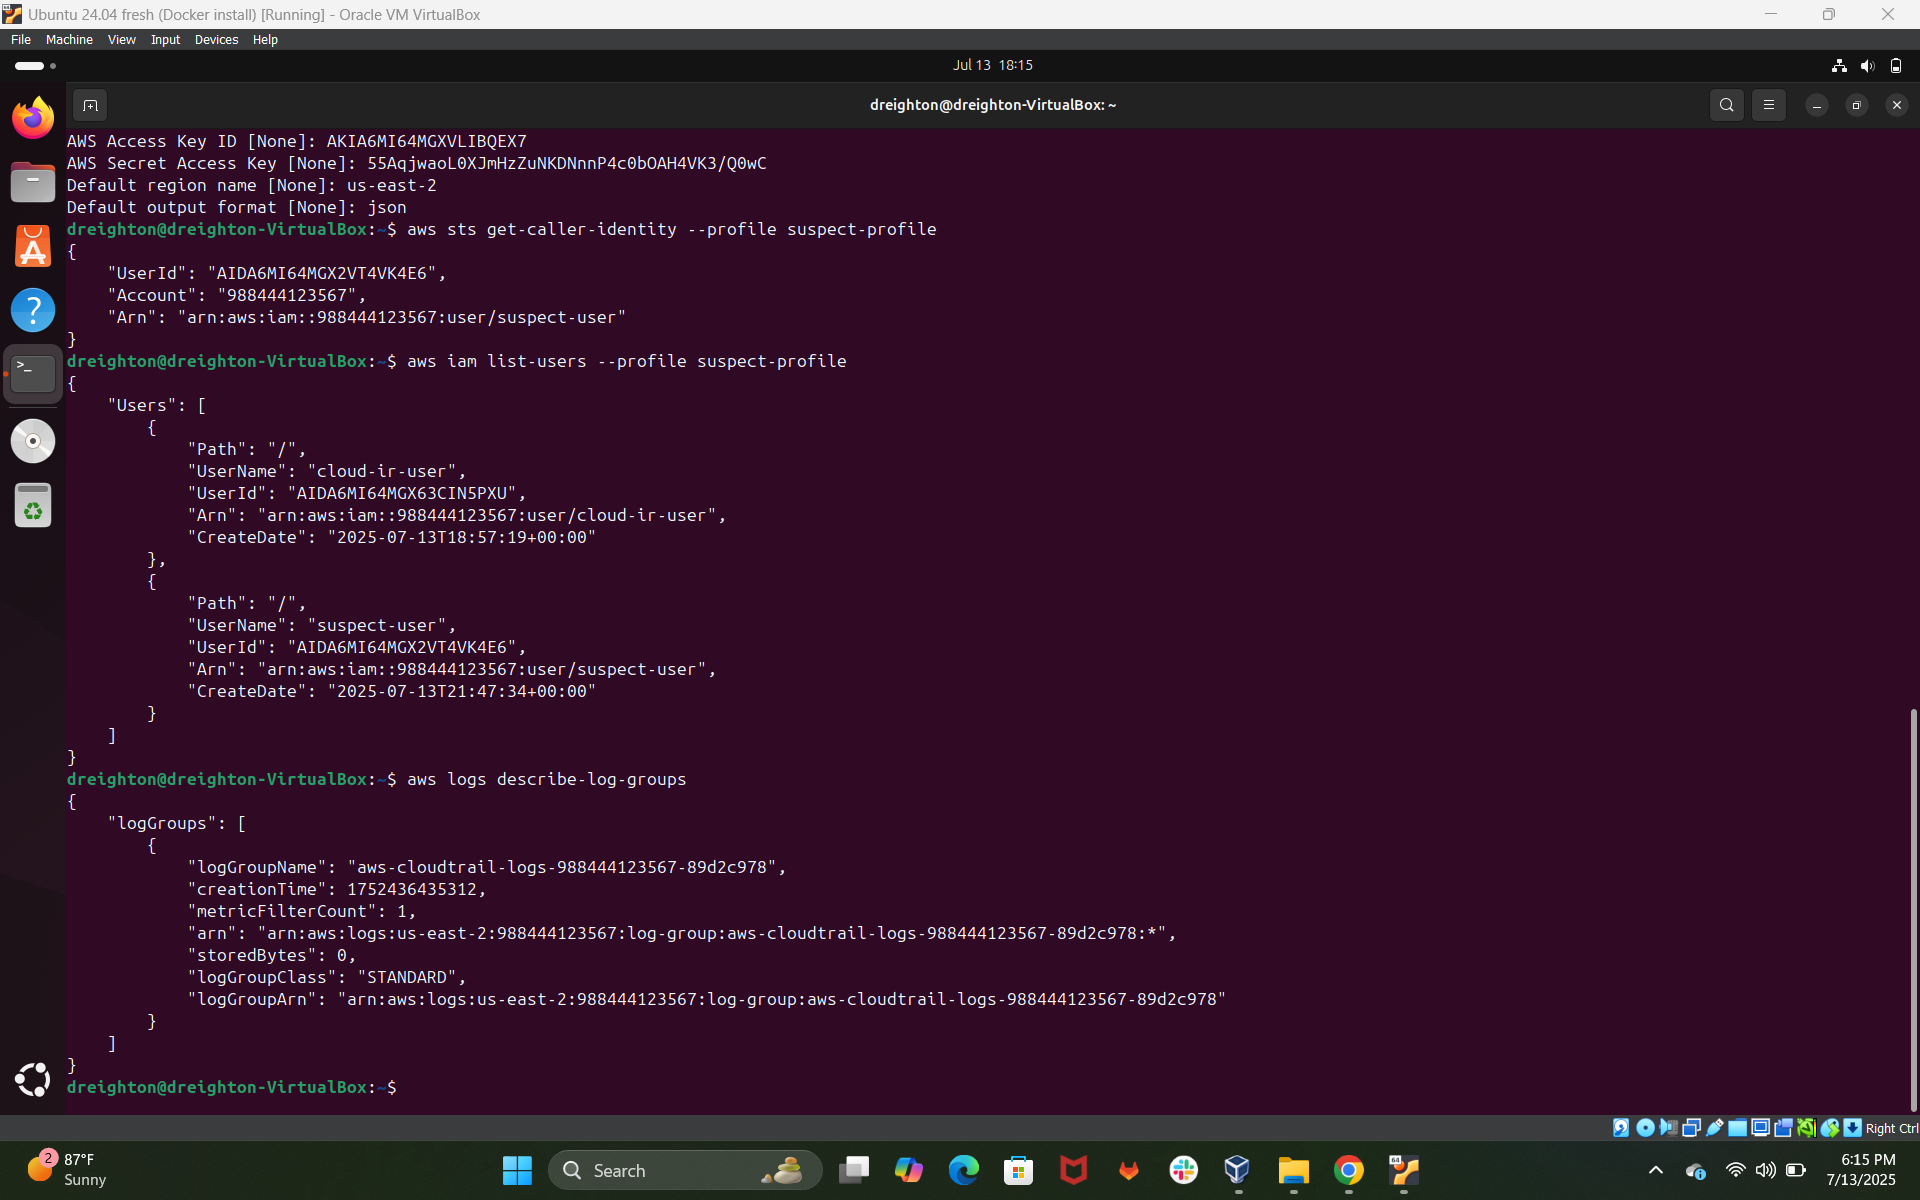 Ubuntu 24.04 fresh (Docker install) [Running] - Oracle VM VirtualBox
File Machine View Input Devices Help
Jul 13 18:15
dreighton@dreighton-VirtualBox: ~
AWS Access Key ID [None]: AKIA6MI64MGXVLIBQEX7
AWS Secret Access Key [None]: 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
Default region name [None]: us-east-2
Default output format [None]: json
dreighton@dreighton-VirtualBox:~$ aws sts get-caller-identity --profile suspect-profile
{
    "UserId": "AIDA6MI64MGX2VT4VK4E6",
    "Account": "988444123567",
    "Arn": "arn:aws:iam::988444123567:user/suspect-user"
}
dreighton@dreighton-VirtualBox:~$ aws iam list-users --profile suspect-profile
{
    "Users": [
        {
            "Path": "/",
            "UserName": "cloud-ir-user",
            "UserId": "AIDA6MI64MGX63CIN5PXU",
            "Arn": "arn:aws:iam::988444123567:user/cloud-ir-user",
            "CreateDate": "2025-07-13T18:57:19+00:00"
        },
        {
            "Path": "/",
            "UserName": "suspect-user",
            "UserId": "AIDA6MI64MGX2VT4VK4E6",
            "Arn": "arn:aws:iam::988444123567:user/suspect-user",
            "CreateDate": "2025-07-13T21:47:34+00:00"
        }
    ]
}
dreighton@dreighton-VirtualBox:~$ aws logs describe-log-groups
{
    "logGroups": [
        {
            "logGroupName": "aws-cloudtrail-logs-988444123567-89d2c978",
            "creationTime": 1752436435312,
            "metricFilterCount": 1,
            "arn": "arn:aws:logs:us-east-2:988444123567:log-group:aws-cloudtrail-logs-988444123567-89d2c978:*",
            "storedBytes": 0,
            "logGroupClass": "STANDARD",
            "logGroupArn": "arn:aws:logs:us-east-2:988444123567:log-group:aws-cloudtrail-logs-988444123567-89d2c978"
        }
    ]
}
dreighton@dreighton-VirtualBox:~$
Right Ctrl
2
87°F
Sunny
Search
64
6:15 PM
7/13/2025